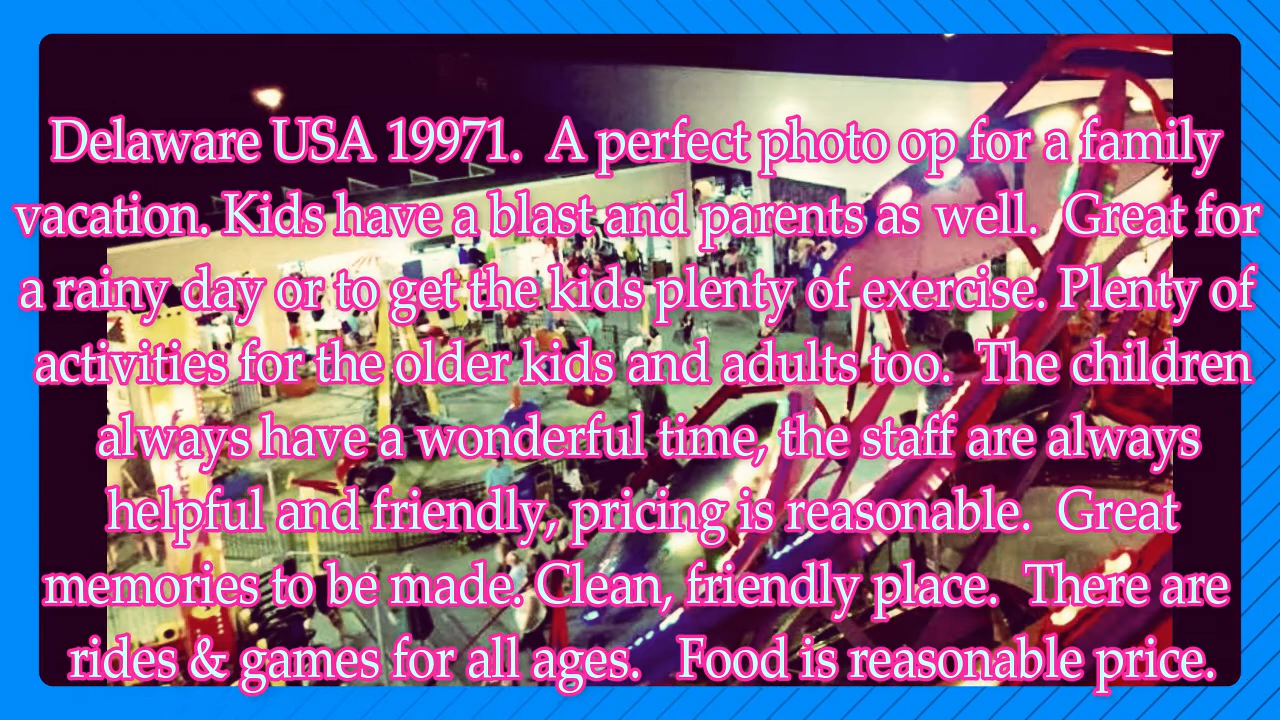 Delaware USA 19971.  A perfect photo op for a family
vacation. Kids have a blast and parents as well.  Great for
a rainy day or to get the kids plenty of exercise. Plenty of
activities for the older kids and adults too.  The children
always have a wonderful time, the staff are always
helpful and friendly, pricing is reasonable.  Great
memories to be made. Clean, friendly place.  There are
rides & games for all ages.   Food is reasonable price.